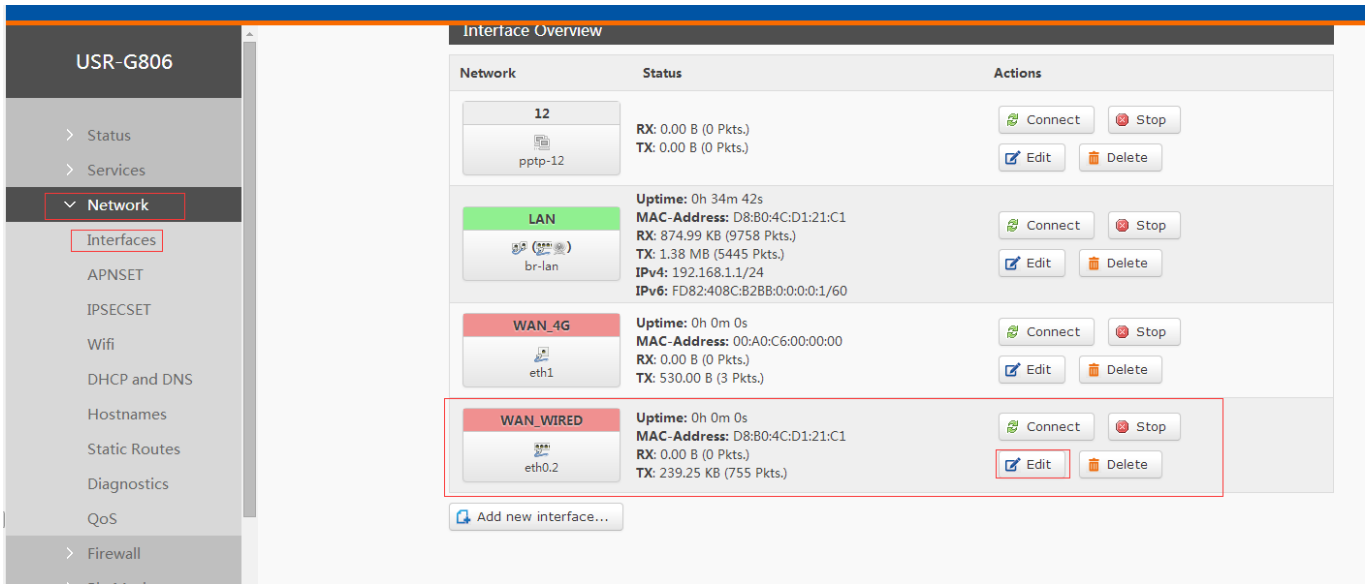 Interface Overview
USR-G806
Status
Services
Network
Interfaces
APNSET
IPSECSET
Wifi
DHCP and DNS
Hostnames
Static Routes
Diagnostics
QoS
Firewall
Network Status Actions
12
pptp-12
RX: 0.00 B (0 Pkts.)
TX: 0.00 B (0 Pkts.)
Connect Stop
Edit Delete
LAN
br-lan
Uptime: 0h 34m 42s
MAC-Address: D8:B0:4C:D1:21:C1
RX: 874.99 KB (9758 Pkts.)
TX: 1.38 MB (5445 Pkts.)
IPv4: 192.168.1.1/24
IPv6: FD82:408C:B2BB:0:0:0:0:1/60
Connect Stop
Edit Delete
WAN_4G
eth1
Uptime: 0h 0m 0s
MAC-Address: 00:A0:C6:00:00:00
RX: 0.00 B (0 Pkts.)
TX: 530.00 B (3 Pkts.)
Connect Stop
Edit Delete
WAN_WIRED
eth0.2
Uptime: 0h 0m 0s
MAC-Address: D8:B0:4C:D1:21:C1
RX: 0.00 B (0 Pkts.)
TX: 239.25 KB (755 Pkts.)
Connect Stop
Edit Delete
Add new interface...